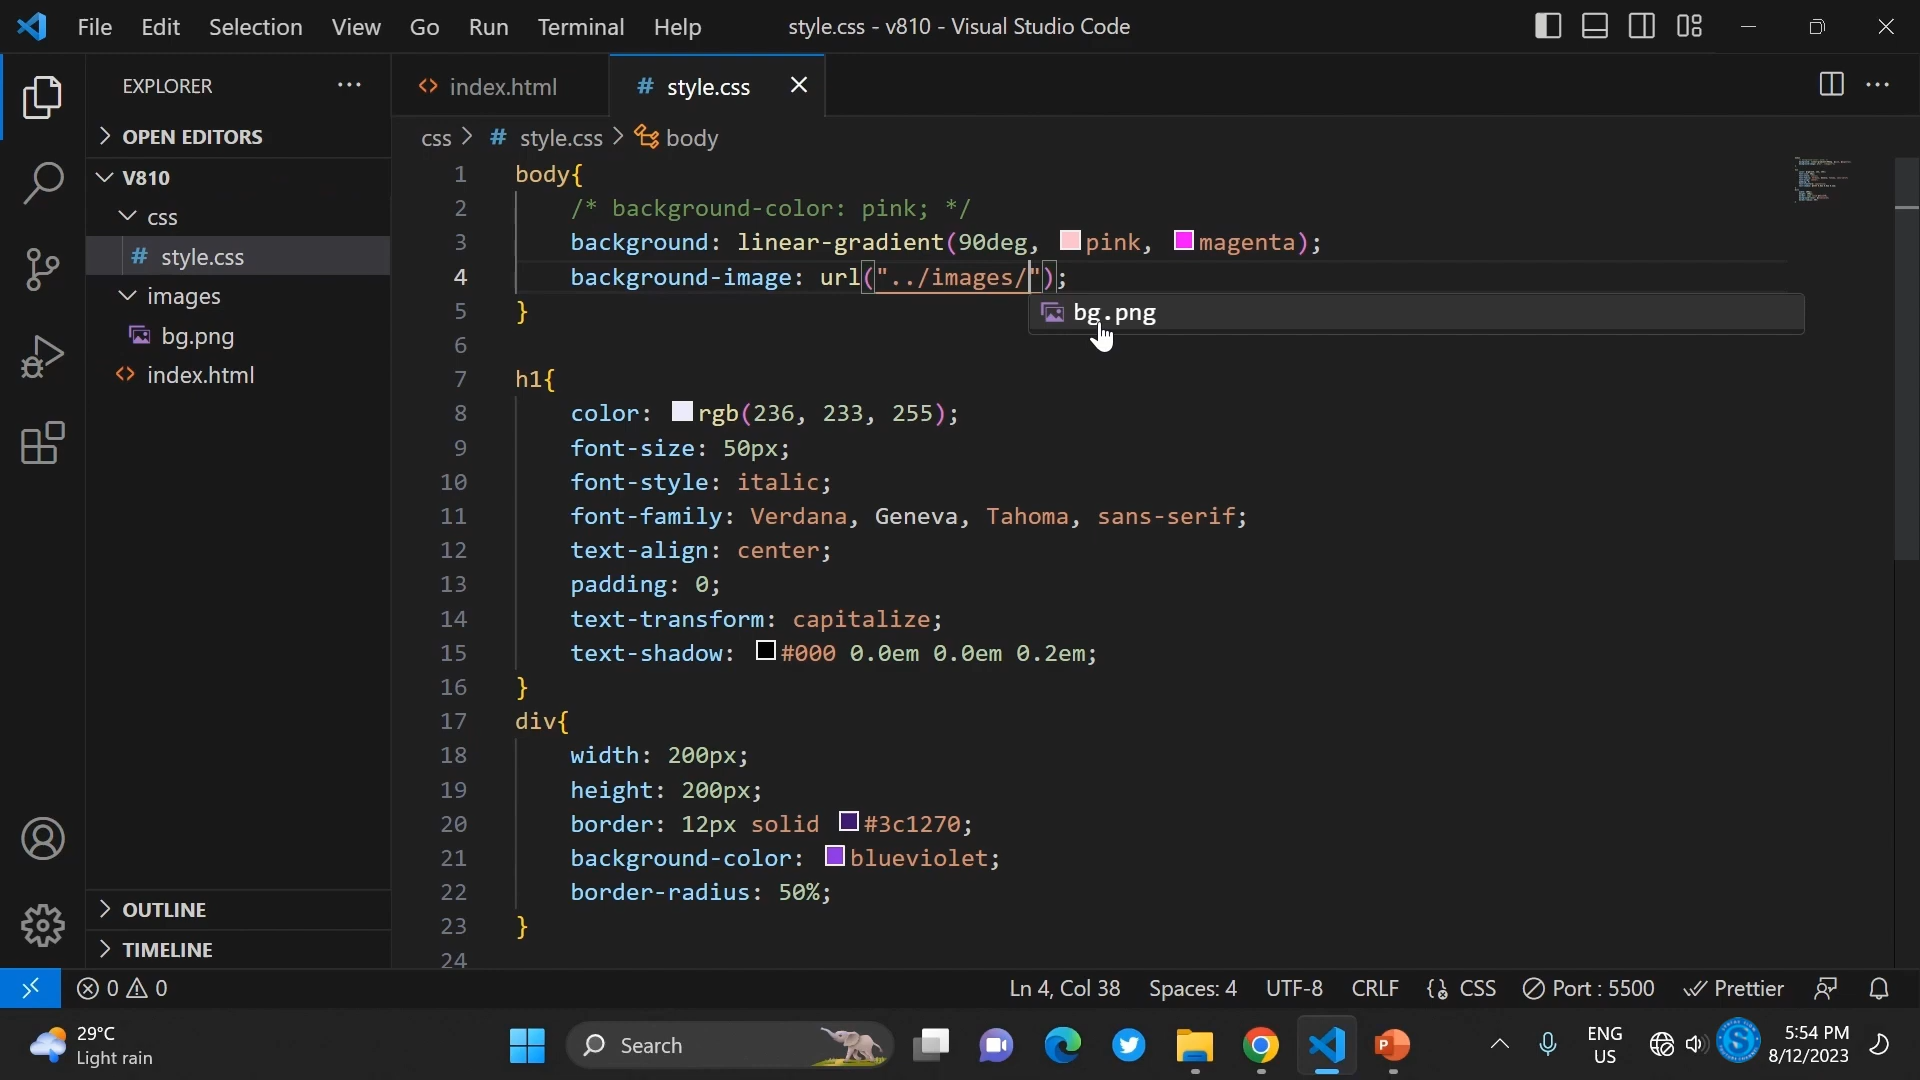 File Edit Selection View Go Run Terminal Help style.css - v810 - Visual Studio Code
EXPLORER
OPEN EDITORS
V810
css
# style.css
images
bg.png
<> index.html
OUTLINE
TIMELINE
<> index.html # style.css
css > # style.css > body
1 body{
2 /* background-color: pink; */
3 background: linear-gradient(90deg, pink, magenta);
4 background-image: url("../images/");
bg.png
5 }
6
7 h1{
8 color: rgb(236, 233, 255);
9 font-size: 50px;
10 font-style: italic;
11 font-family: Verdana, Geneva, Tahoma, sans-serif;
12 text-align: center;
13 padding: 0;
14 text-transform: capitalize;
15 text-shadow: #000 0.0em 0.0em 0.2em;
16 }
17 div{
18 width: 200px;
19 height: 200px;
20 border: 12px solid #3c1270;
21 background-color: blueviolet;
22 border-radius: 50%;
23 }
24
0 0 Ln 4, Col 38 Spaces: 4 UTF-8 CRLF {} CSS Port : 5500 Prettier
29°C
Light rain
Search
ENG
US
5:54 PM
8/12/2023